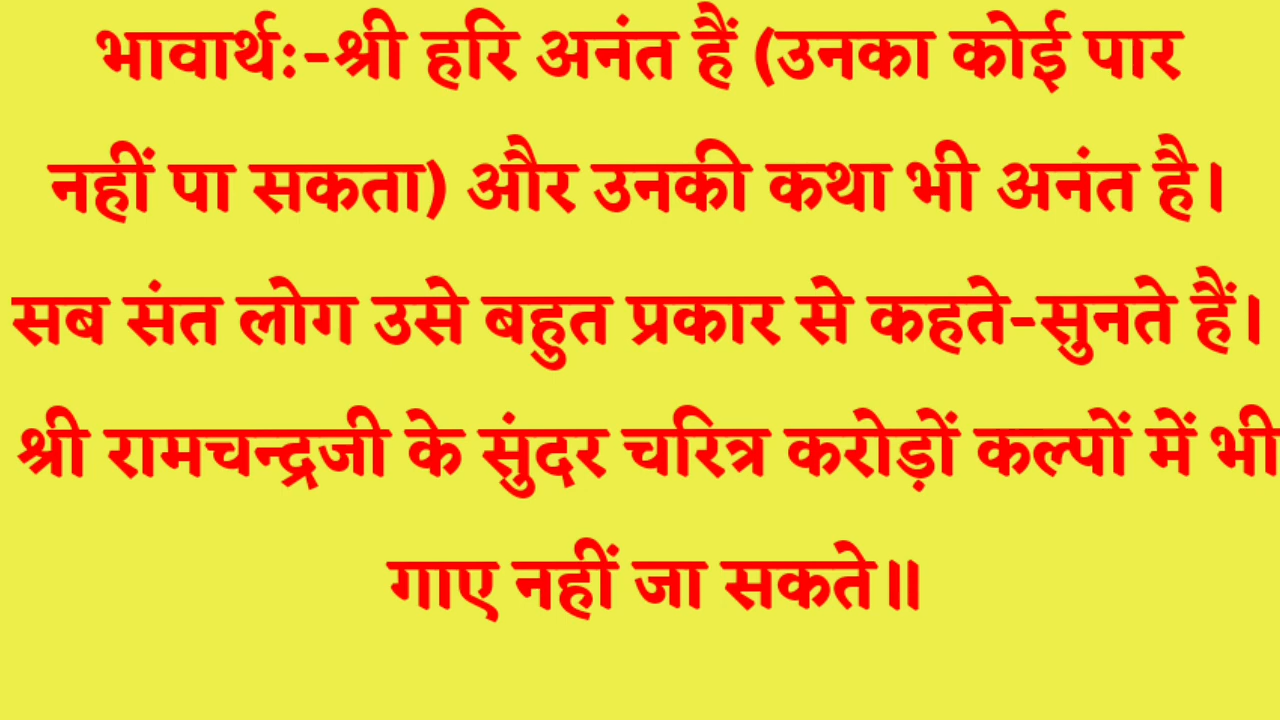 भावार्थः-श्री हरि अनंत हैं (उनका कोई पार
नहीं पा सकता) और उनकी कथा भी अनंत है।
सब संत लोग उसे बहुत प्रकार से कहते-सुनते हैं।
श्री रामचन्द्रजी के सुंदर चरित्र करोड़ों कल्पों में भी
गाए नहीं जा सकते॥